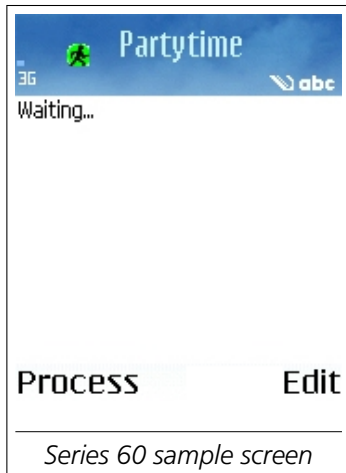 Partytime
3G
abc
Waiting...
Process Edit
Series 60 sample screen